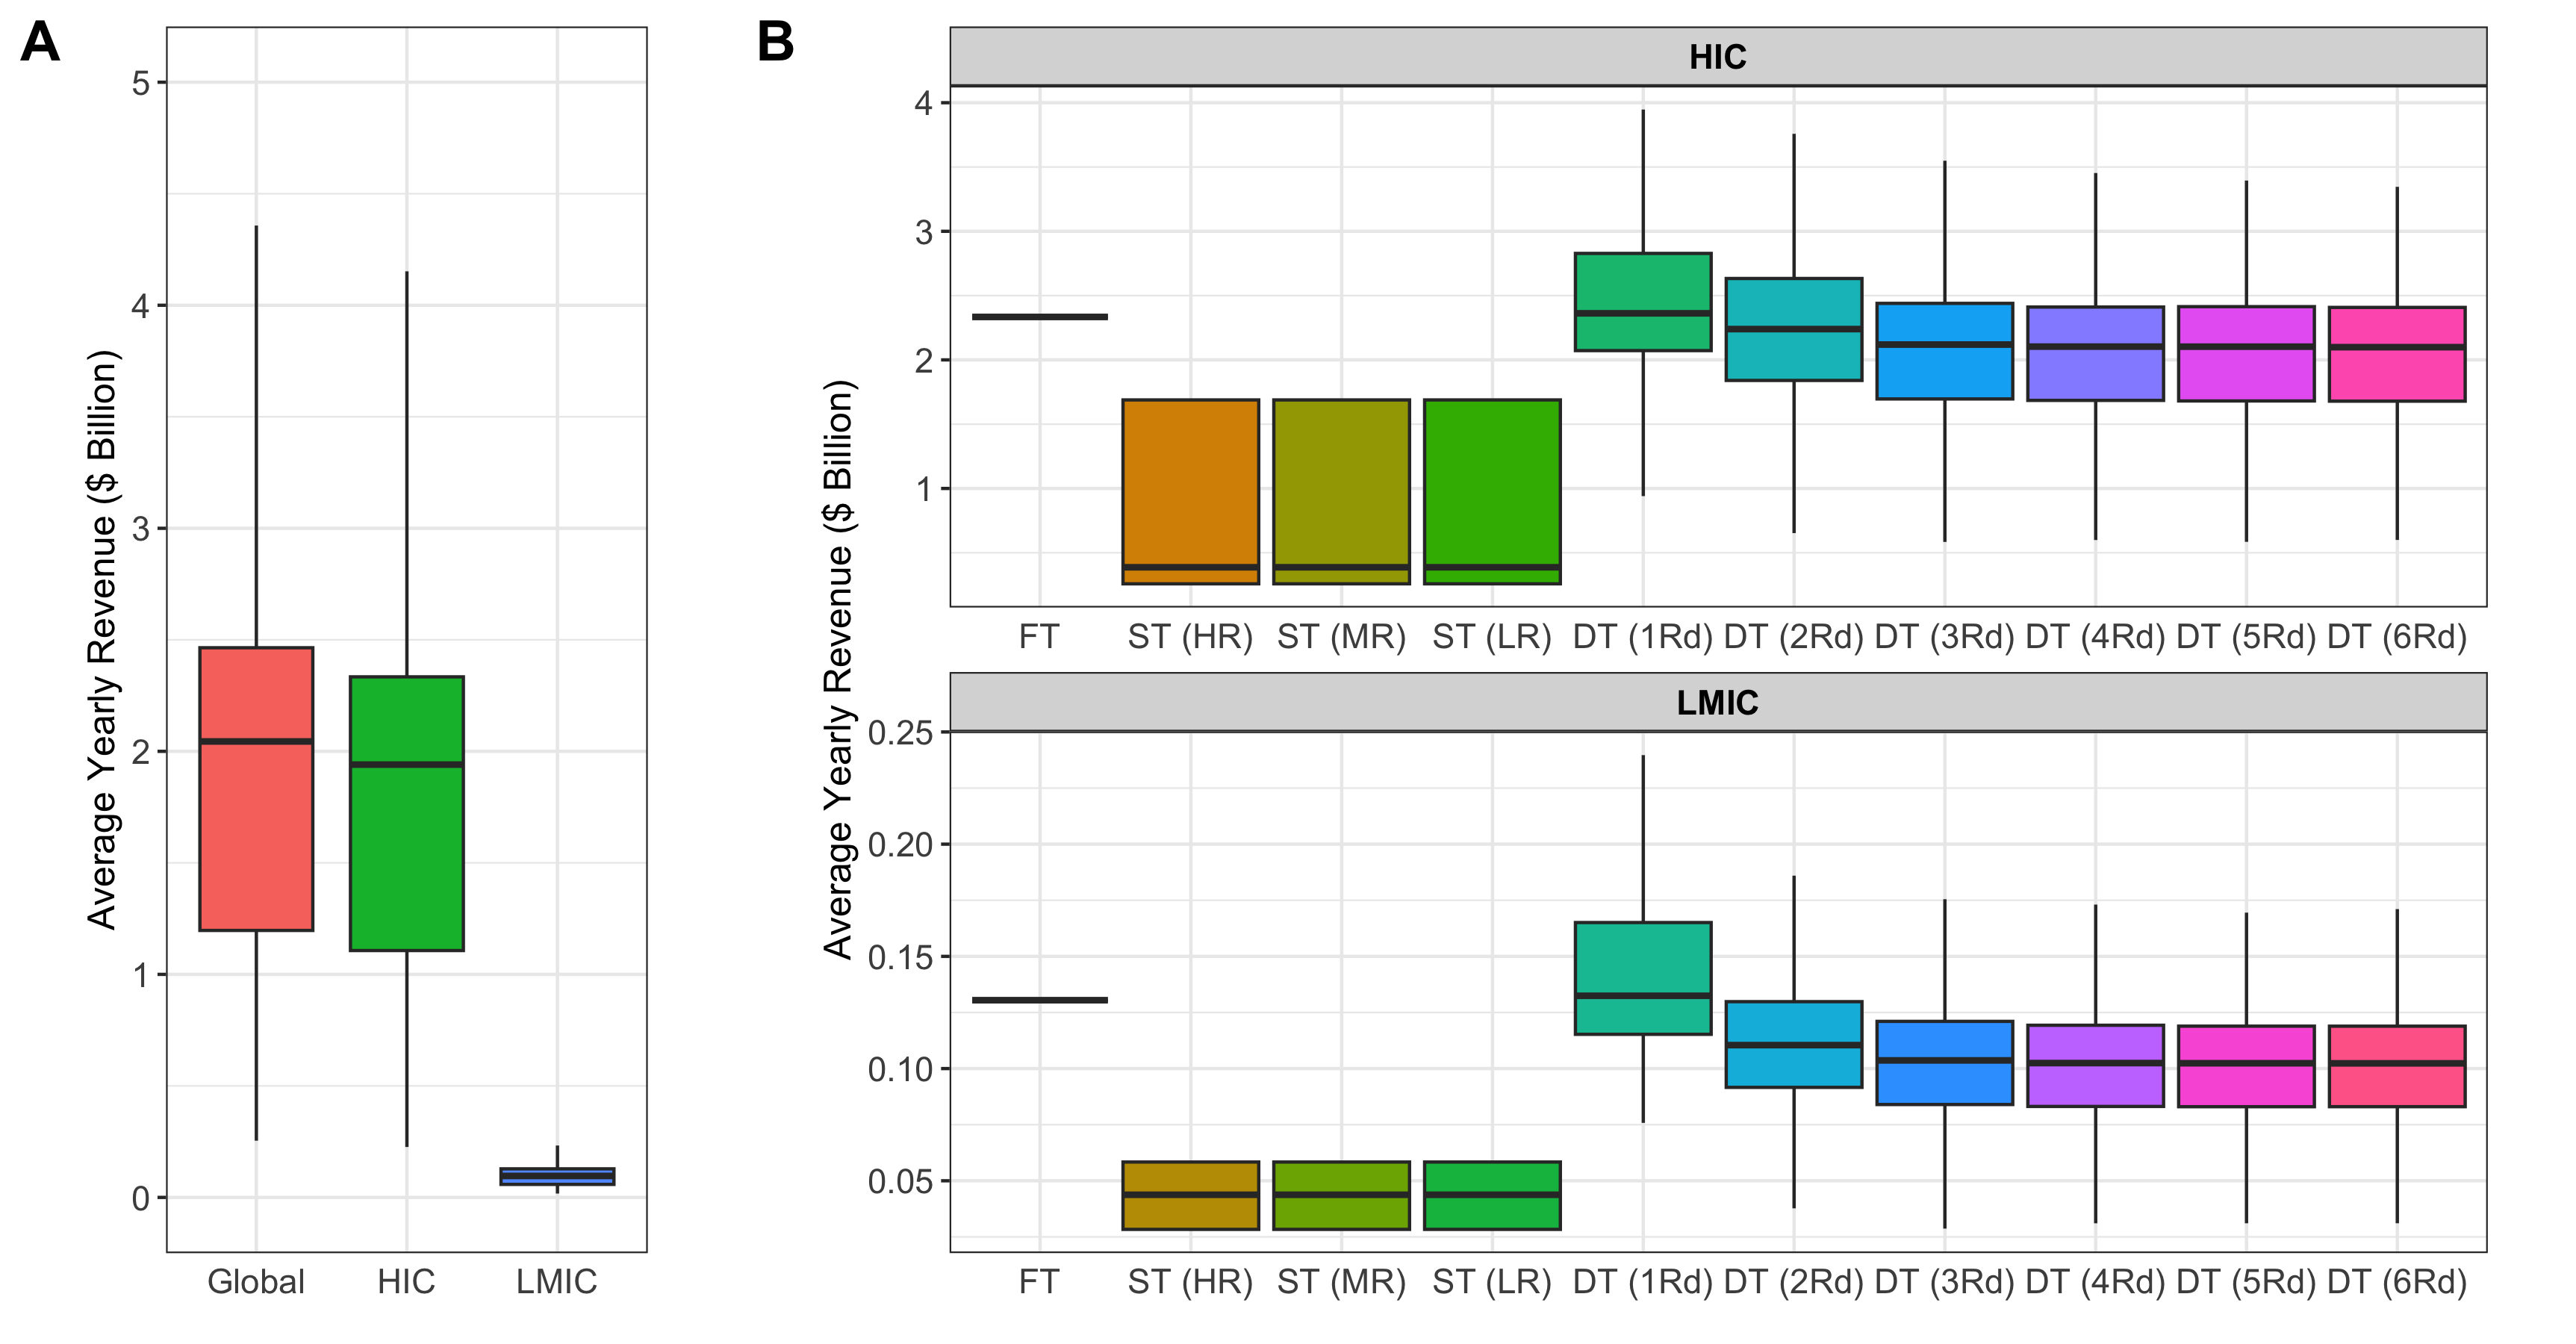 A
Average Yearly Revenue ($ Billion)
5
4
3
2
1
0
Global HIC LMIC
B
Average Yearly Revenue ($ Billion)
HIC
4
3
2
1
FT ST (HR) ST (MR) ST (LR) DT (1Rd) DT (2Rd) DT (3Rd) DT (4Rd) DT (5Rd) DT (6Rd)
LMIC
0.25
0.20
0.15
0.10
0.05
FT ST (HR) ST (MR) ST (LR) DT (1Rd) DT (2Rd) DT (3Rd) DT (4Rd) DT (5Rd) DT (6Rd)